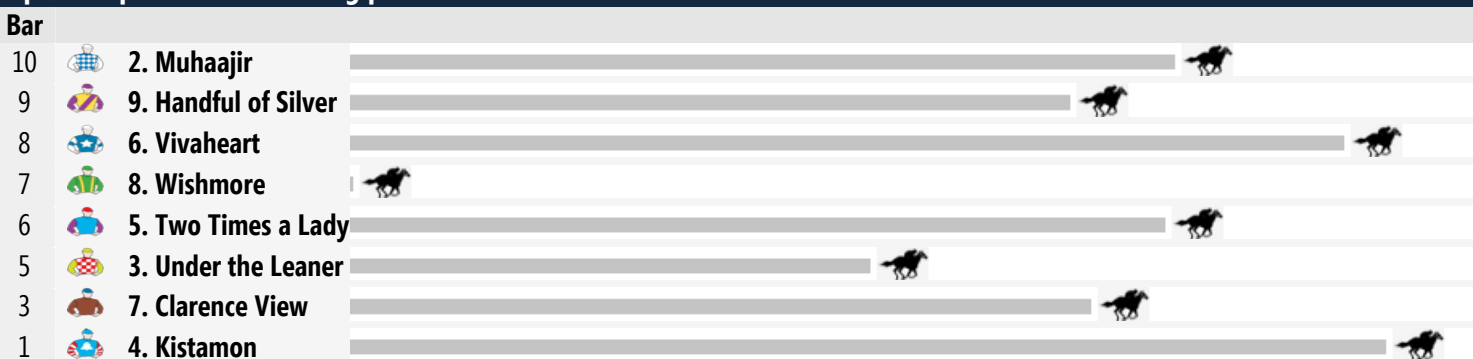 Bar
10 2. Muhaajir
9 9. Handful of Silver
8 6. Vivaheart
7 8. Wishmore
6 5. Two Times a Lady
5 3. Under the Leaner
3 7. Clarence View
1 4. Kistamon